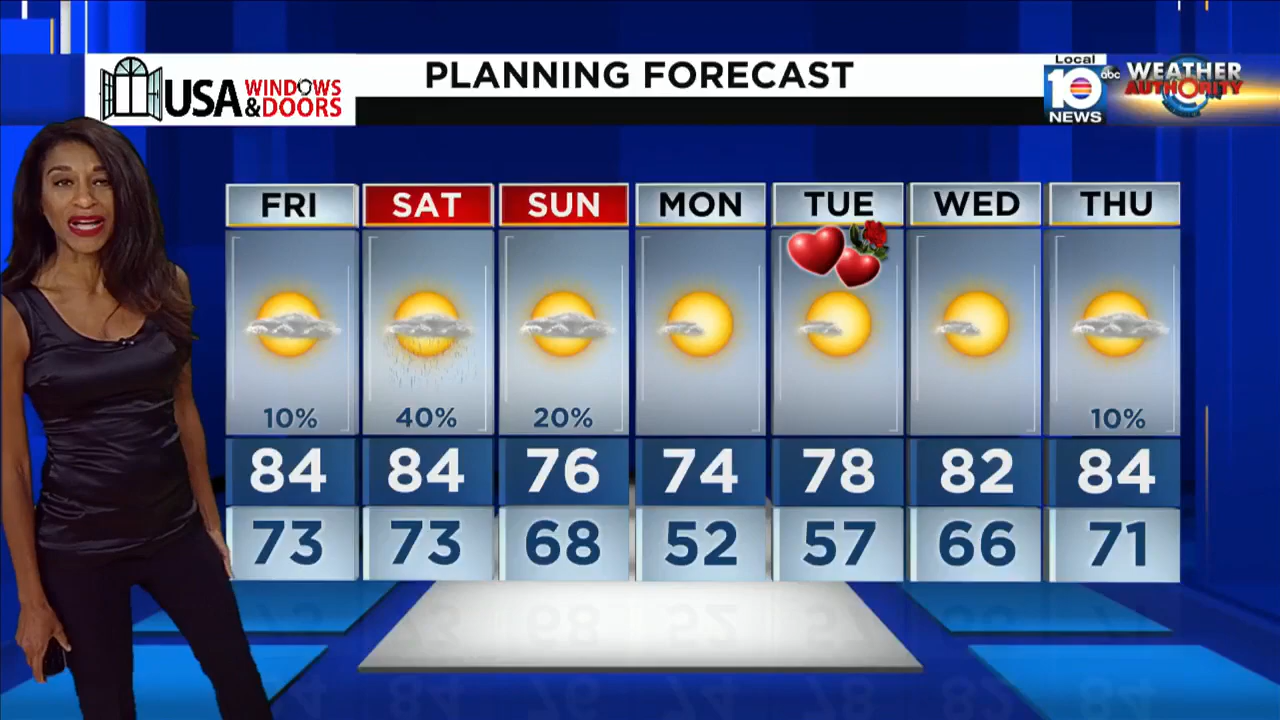 USA WINDOWS
&DOORS
PLANNING FORECAST
Local
10
NEWS
abc
WEATHER
AUTHORITY
FRI SAT SUN MON TUE WED THU
10% 40% 20% 10%
84 84 76 74 78 82 84
73 73 68 52 57 66 71